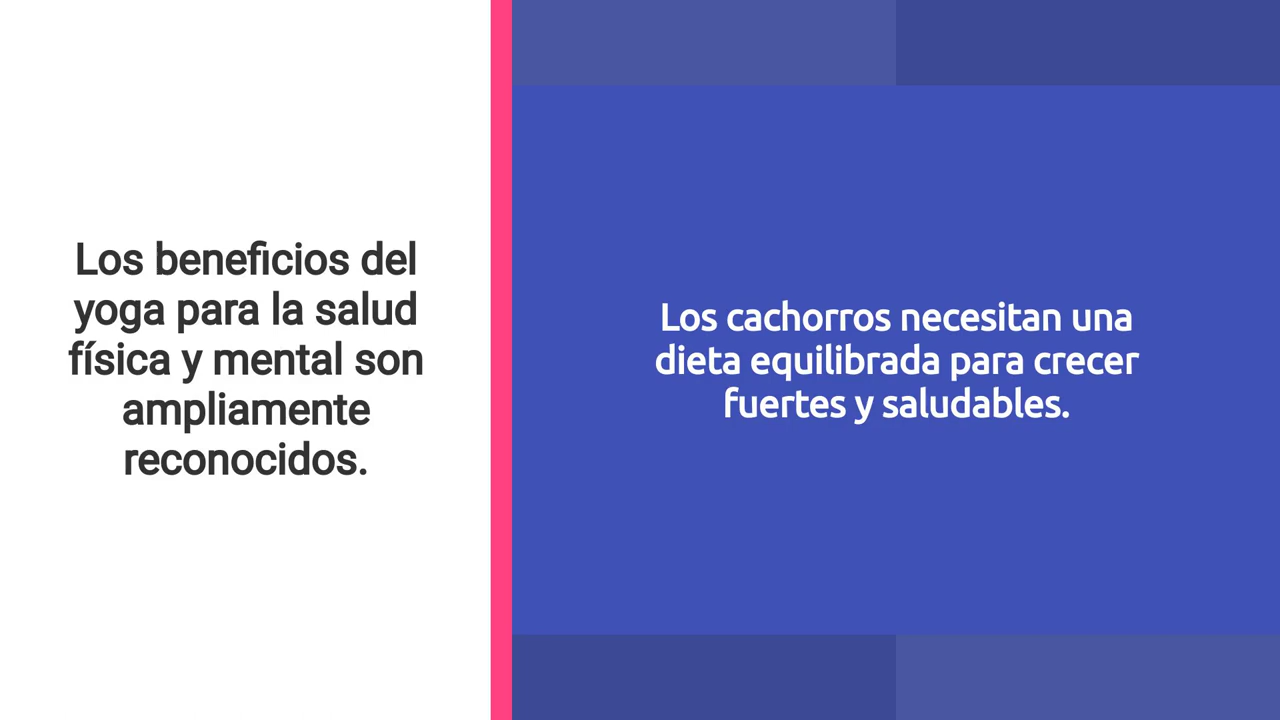 Los beneficios del
yoga para la salud
física y mental son
ampliamente
reconocidos.
Los cachorros necesitan una
dieta equilibrada para crecer
fuertes y saludables.